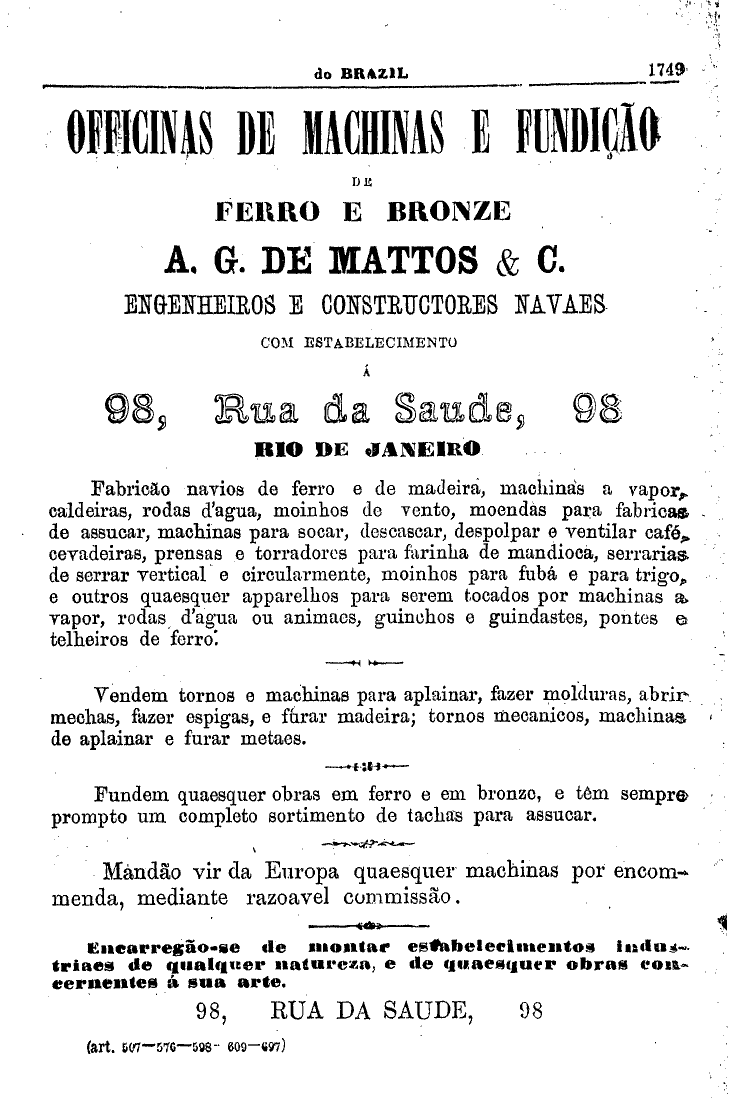 do BRAZIL 1749
OFFICINAS DE MACHINAS E FUNDIÇÃO
DE
FERRO E BRONZE
A. G. DE MATTOS & C.
ENGENHEIROS E CONSTRUCTORES NAVAES
COM ESTABELECIMENTO
Á
98, Rua da Saude, 98
RIO DE JANEIRO
Fabricão navios de ferro e de madeira, machinas a vapor,
caldeiras, rodas d'agua, moinhos de vento, moendas para fabricas
de assucar, machinas para socar, descascar, despolpar e ventilar café,
cevadeiras, prensas e torradores para farinha de mandioca, serrarias
de serrar vertical e circularmente, moinhos para fubá e para trigo,
e outros quaesquer apparelhos para serem tocados por machinas a
vapor, rodas d'agua ou animaes, guinchos e guindastes, pontes e
telheiros de ferro.
Vendem tornos e machinas para aplainar, fazer molduras, abrir
mechas, fazer espigas, e furar madeira; tornos mecanicos, machinas
de aplainar e furar metaes.
Fundem quaesquer obras em ferro e em bronze, e têm sempre
prompto um completo sortimento de tachas para assucar.
Mandão vir da Europa quaesquer machinas por encom-
menda, mediante razoavel commissão.
Encarregão-se de montar estabelecimentos indus-
triaes de qualquer natureza, e de quaesquer obras con-
cernentes á sua arte.
98, RUA DA SAUDE, 98
(art. 507—576—598- 609—697)